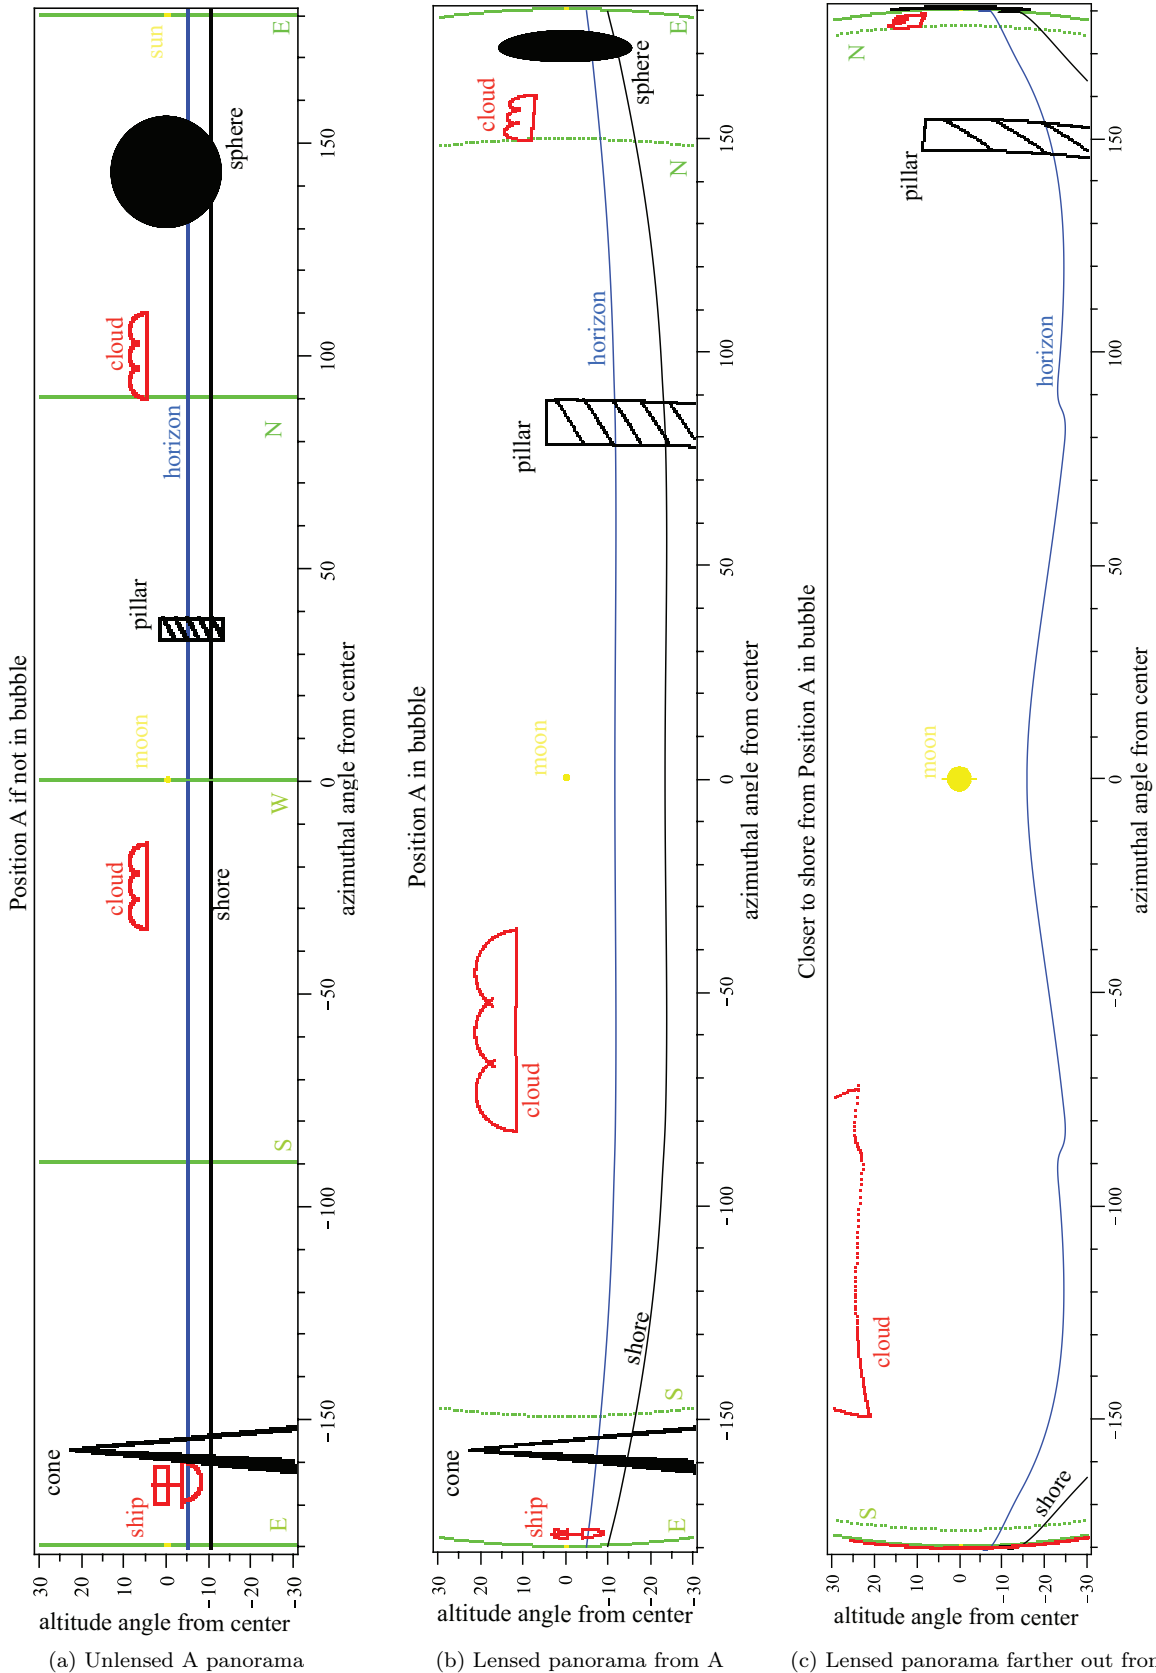 Position A if not in bubble
E
sun
sphere
150
cloud
100
N
horizon
pillar
50
moon
0
W
cloud
shore
-50
S
-100
-150
cone
ship
E
30
20
10
0
-10
-20
-30
azimuthal angle from center
altitude angle from center
(a) Unlensed A panorama
Position A in bubble
E
sphere
cloud
150
N
horizon
100
pillar
50
moon
0
-50
cloud
-100
shore
S
-150
cone
ship
E
30
20
10
0
-10
-20
-30
azimuthal angle from center
altitude angle from center
(b) Lensed panorama from A
Closer to shore from Position A in bubble
N
150
pillar
horizon
100
50
moon
0
-50
-100
cloud
-150
shore
S
30
20
10
0
-10
-20
-30
azimuthal angle from center
altitude angle from center
(c) Lensed panorama farther out from